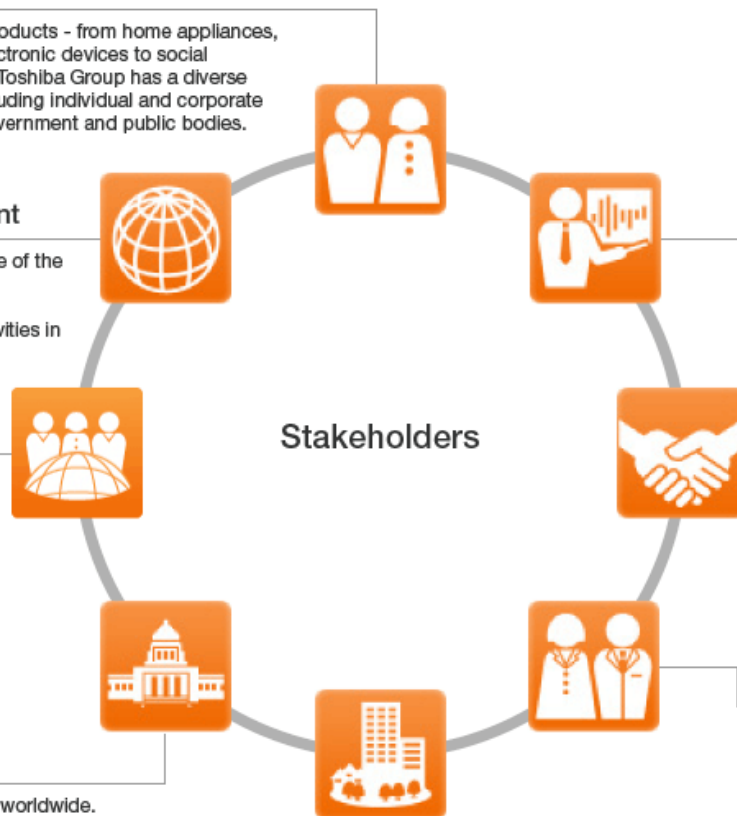 oducts - from home appliances,
ctronic devices to social
Toshiba Group has a diverse
uding individual and corporate
vernment and public bodies.
nt
e of the
vities in
Stakeholders
worldwide.